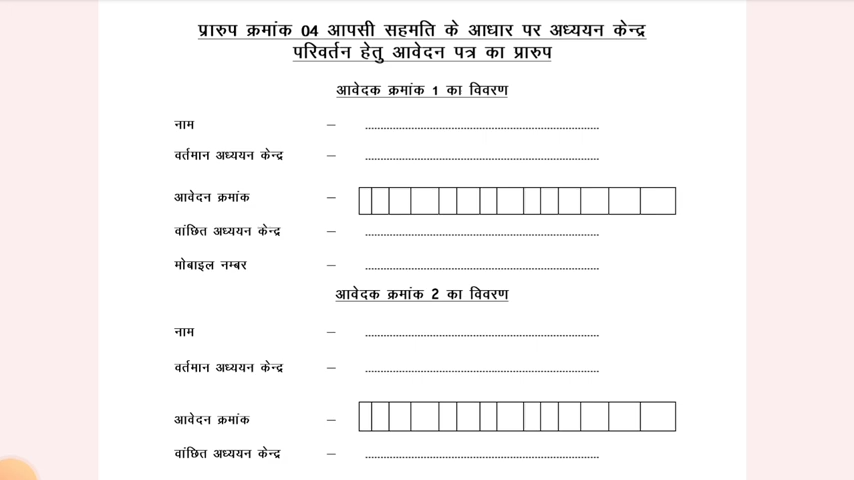 प्रारुप क्रमांक 04 आपसी सहमति के आधार पर अध्ययन केन्द्र
परिवर्तन हेतु आवेदन पत्र का प्रारुप
आवेदक क्रमांक 1 का विवरण
नाम – ............................................................
वर्तमान अध्ययन केन्द्र – ............................................................
आवेदन क्रमांक –
वांछित अध्ययन केन्द्र – ............................................................
मोबाइल नम्बर – ............................................................
आवेदक क्रमांक 2 का विवरण
नाम – ............................................................
वर्तमान अध्ययन केन्द्र – ............................................................
आवेदन क्रमांक –
वांछित अध्ययन केन्द्र – ............................................................